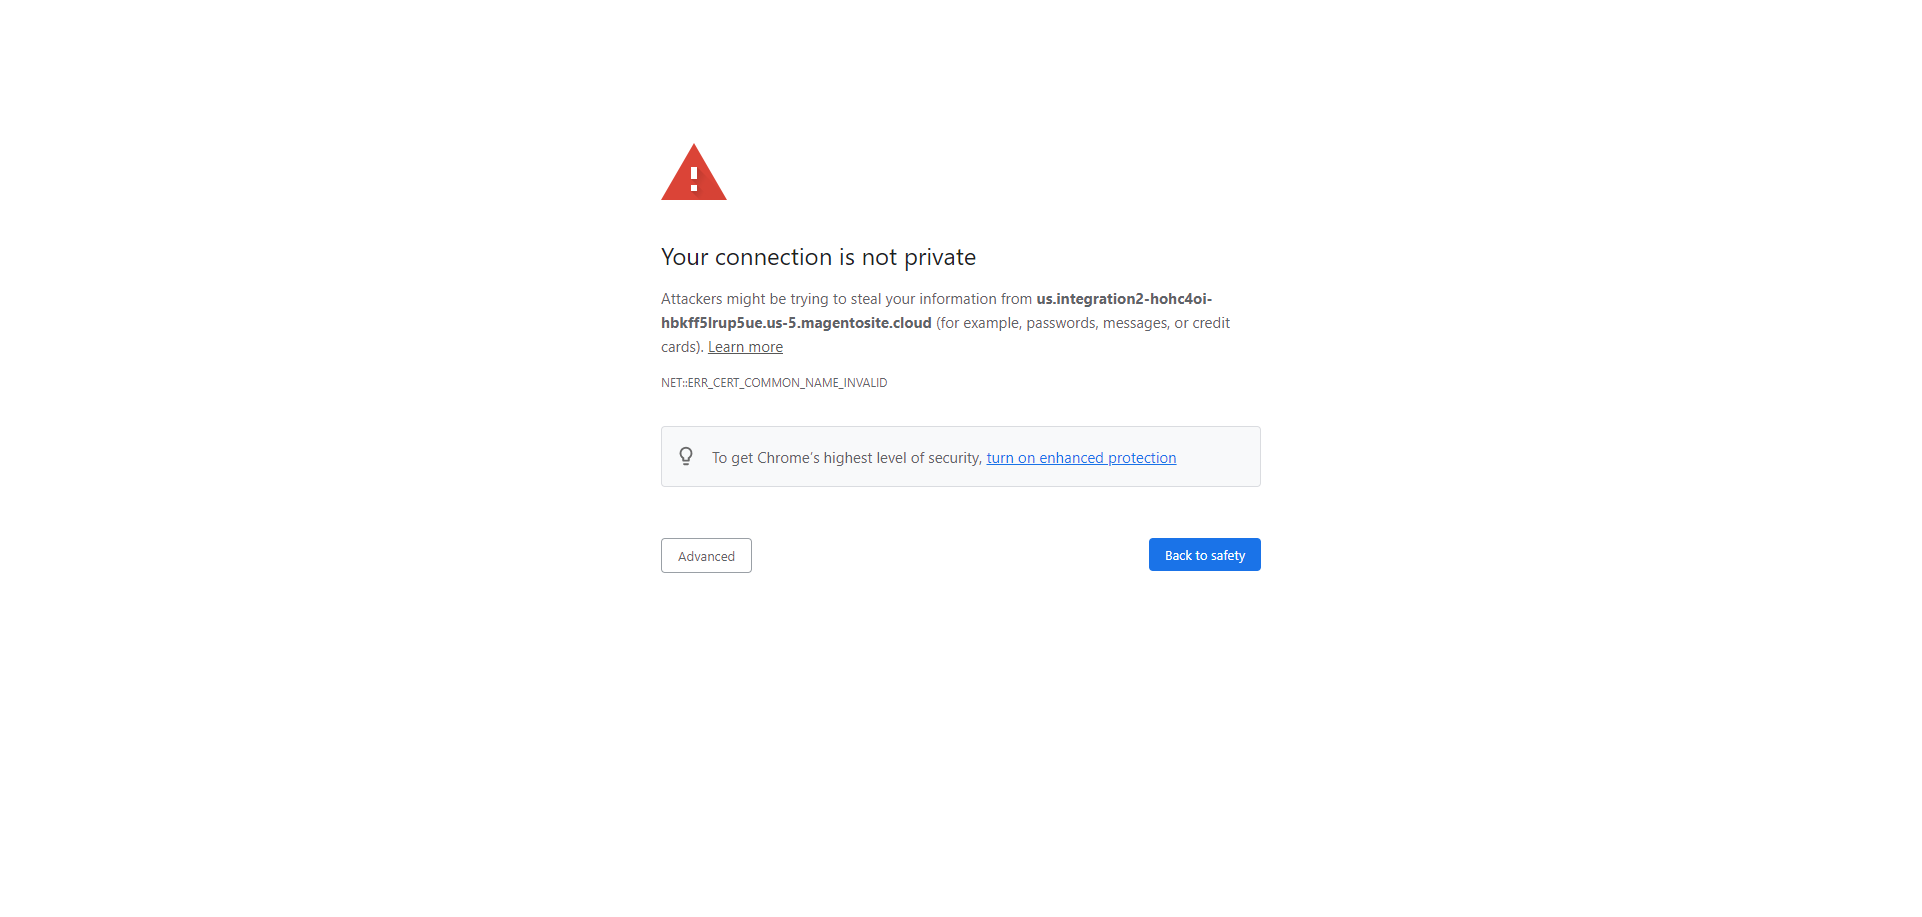 Your connection is not private
Attackers might be trying to steal your information from us.integration2-hohc4oi-
hbkff5lrup5ue.us-5.magentosite.cloud (for example, passwords, messages, or credit
cards). Learn more
NET::ERR_CERT_COMMON_NAME_INVALID
To get Chrome’s highest level of security, turn on enhanced protection
Advanced
Back to safety